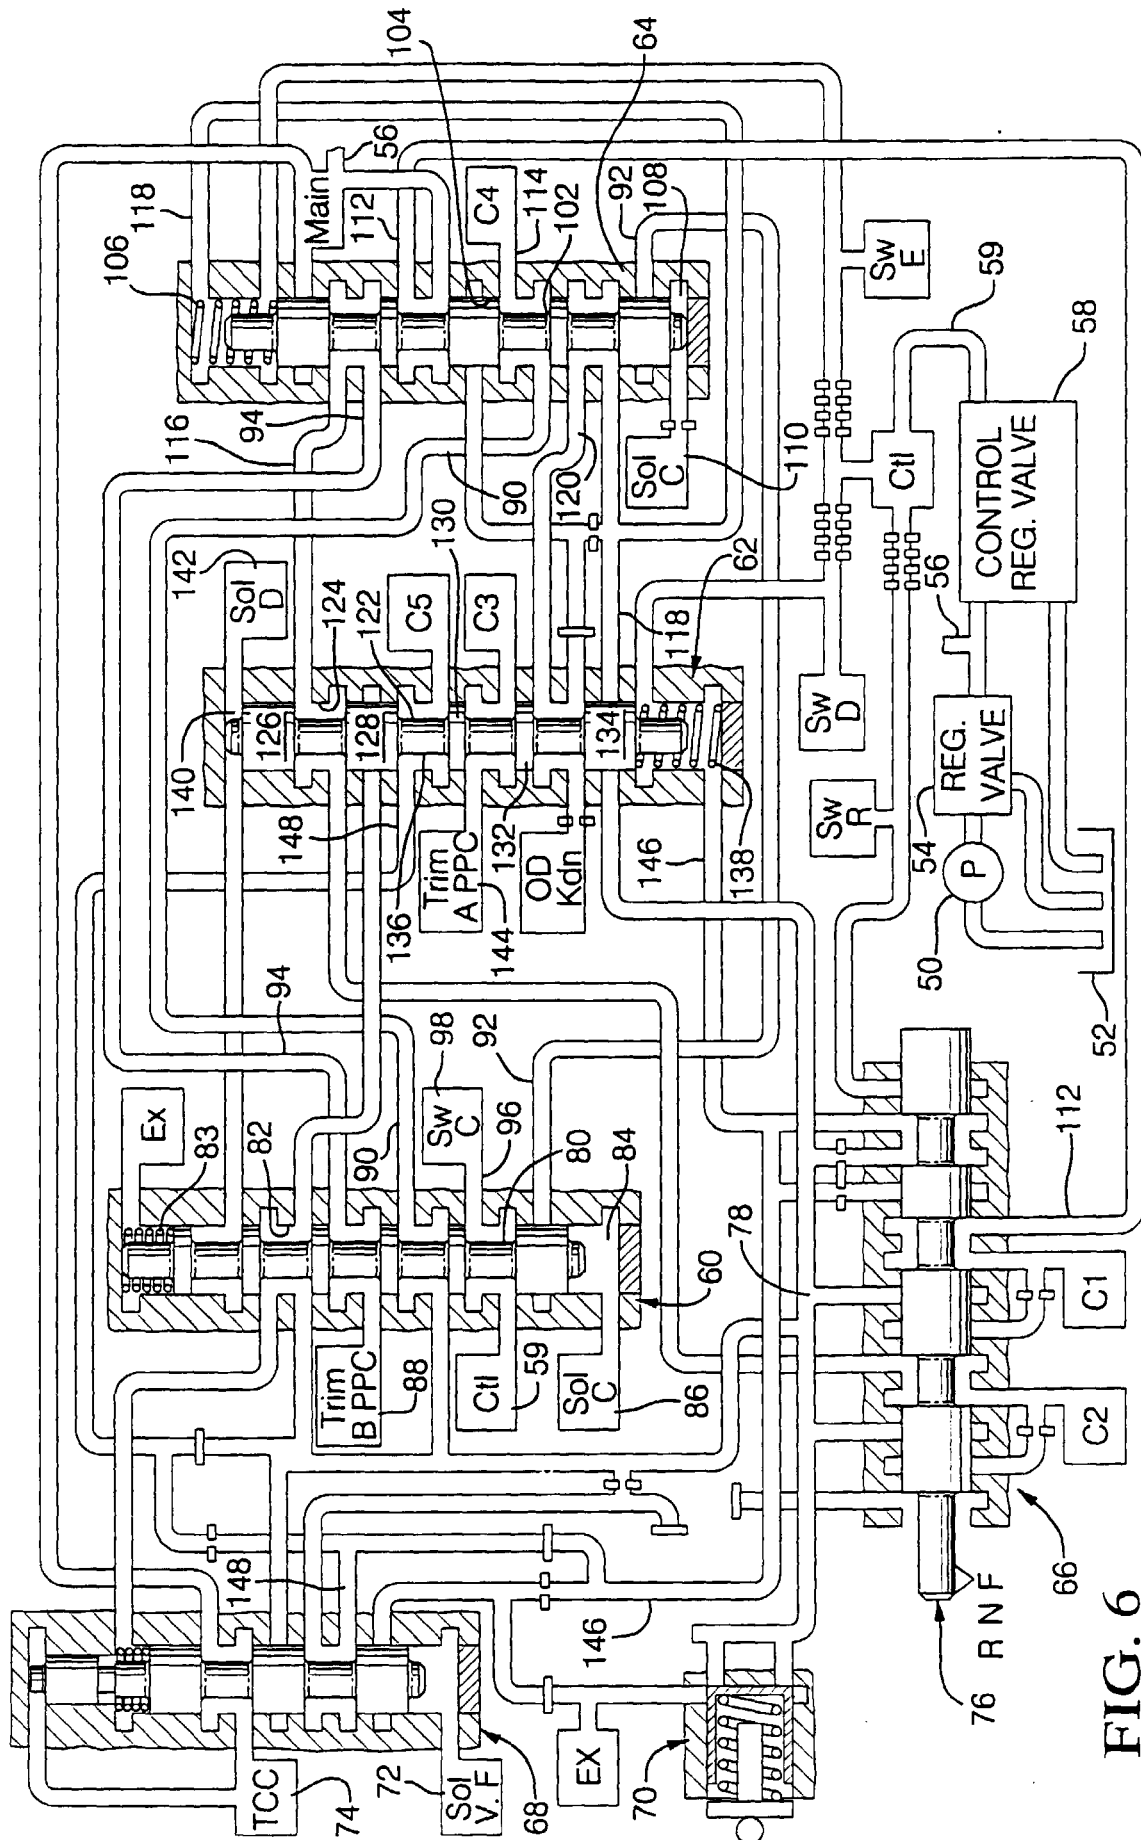 106
118
Main
56
112
C4
114
102
92
108
104
64
116
94
90
120
Sol
C
110
Sw
E
59
58
Ctl
CONTROL
REG. VALVE
56
142
Sol
D
124
122
130
C5
C3
62
118
140
126
128
134
148
136
Trim
A PPC
144
132
OD
Kdn
146
138
Sw
D
Sw
R
54
REG.
VALVE
P
50
52
94
Ex
83
82
90
Sw
C
98
96
92
80
84
60
78
Trim
B PPC
88
Ctl
59
Sol
C
86
112
C1
C2
66
148
146
TCC
74
72
Sol
V. F
68
EX
70
76
R N F
FIG. 6